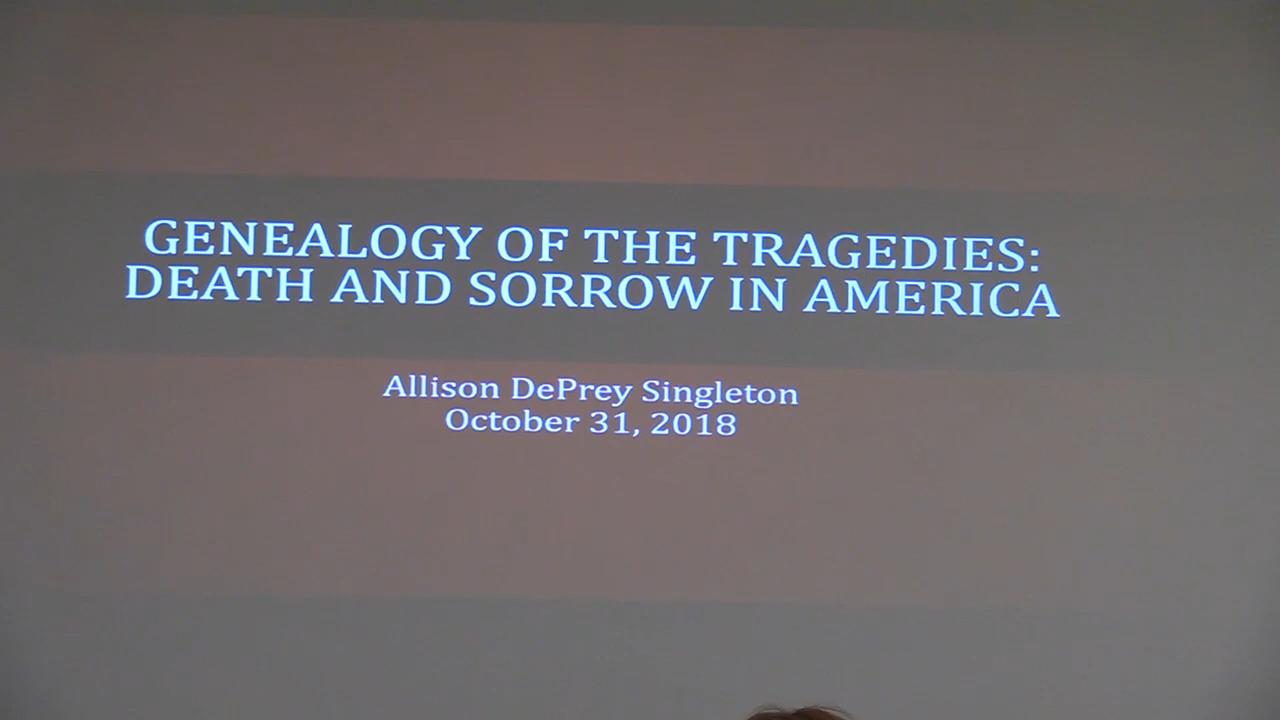 GENEALOGY OF THE TRAGEDIES:
DEATH AND SORROW IN AMERICA
Allison DePrey Singleton
October 31, 2018